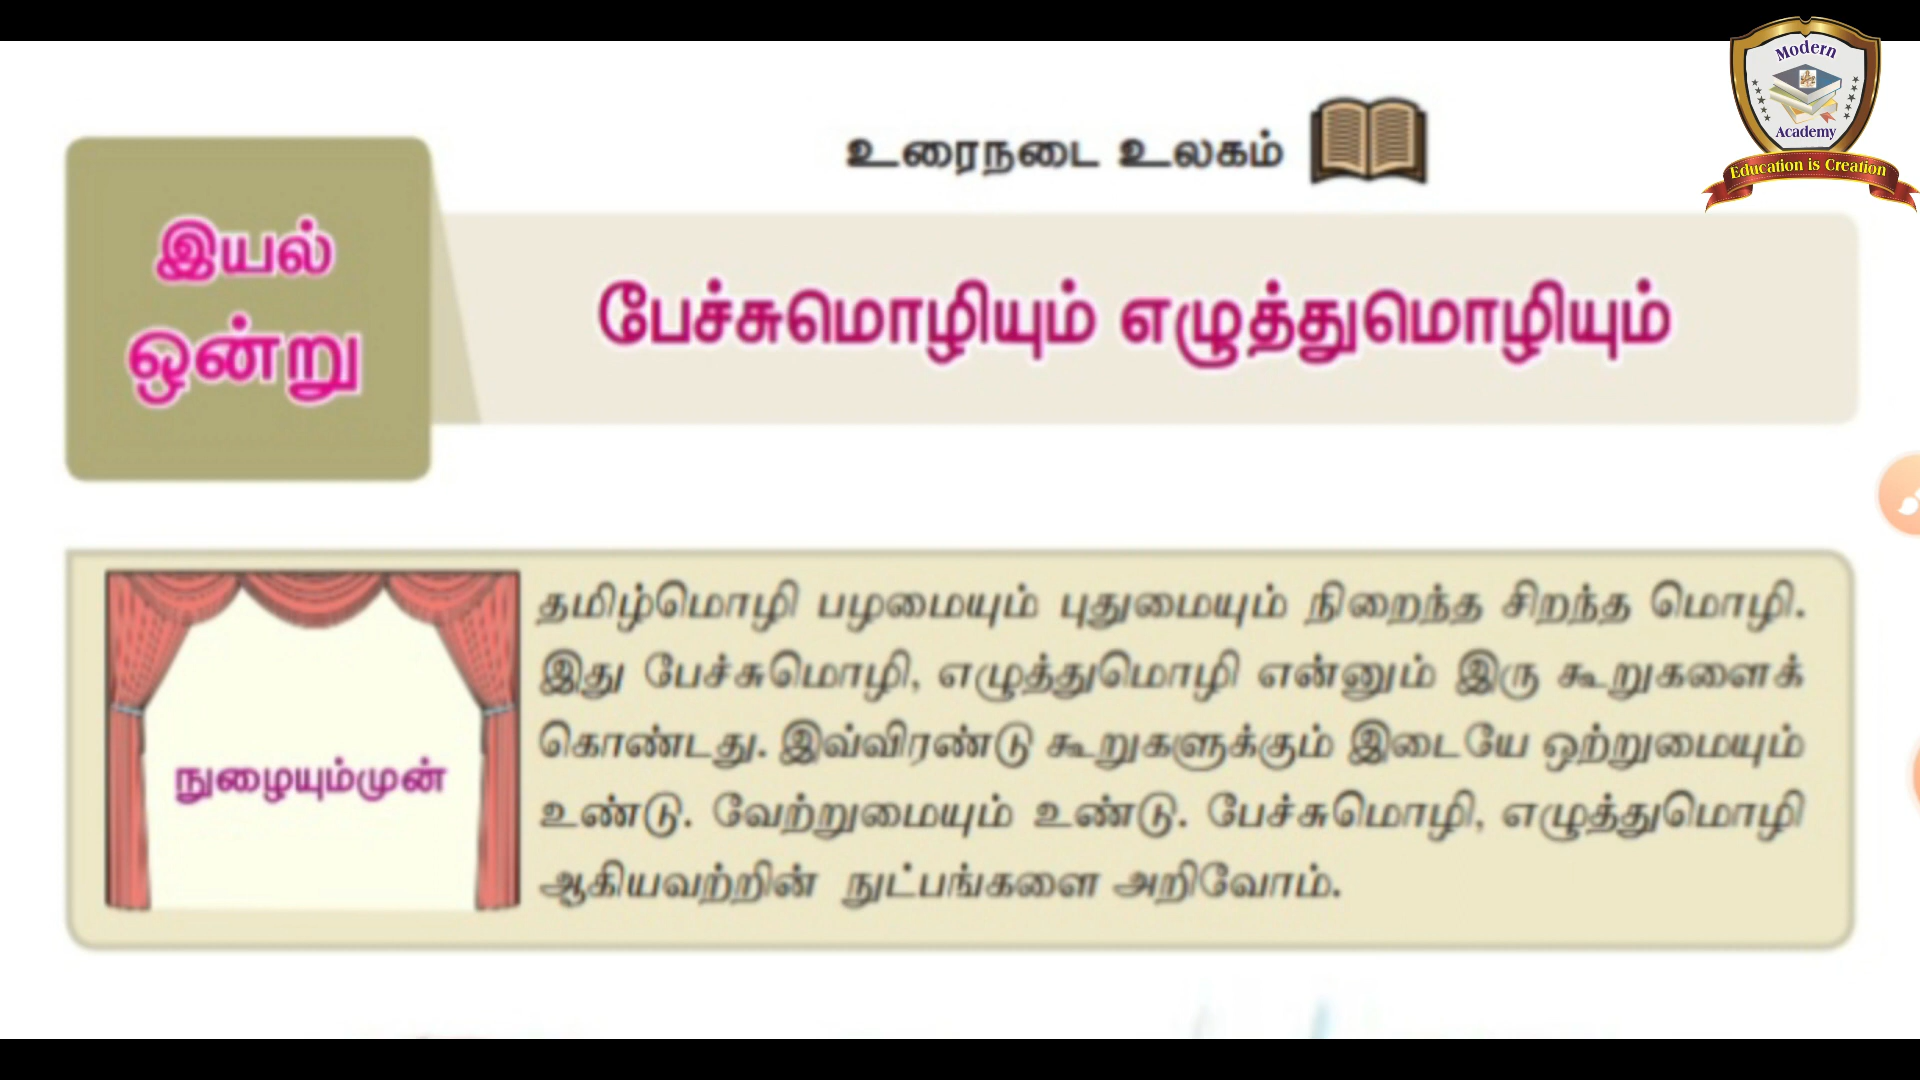 Modern
Academy
Education is Creation
உரைநடை உலகம்
இயல்
ஒன்று
பேச்சுமொழியும் எழுத்துமொழியும்
நுழையும்முன்
தமிழ்மொழி பழமையும் புதுமையும் நிறைந்த சிறந்த மொழி.
இது பேச்சுமொழி, எழுத்துமொழி என்னும் இரு கூறுகளைக்
கொண்டது. இவ்விரண்டு கூறுகளுக்கும் இடையே ஒற்றுமையும்
உண்டு. வேற்றுமையும் உண்டு. பேச்சுமொழி, எழுத்துமொழி
ஆகியவற்றின் நுட்பங்களை அறிவோம்.